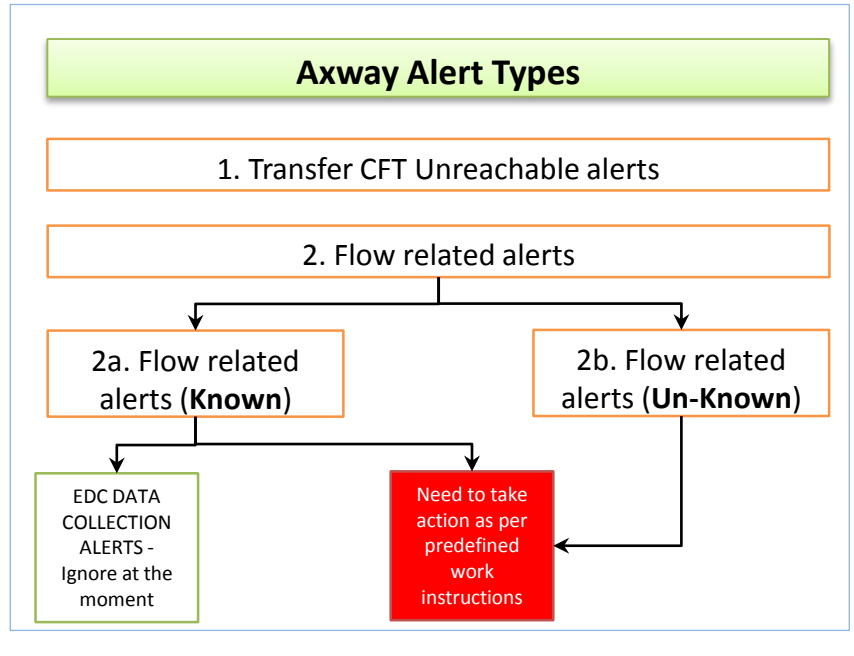 Axway Alert Types
1. Transfer CFT Unreachable alerts
2. Flow related alerts
2a. Flow related
alerts (Known)
2b. Flow related
alerts (Un-Known)
EDC DATA
COLLECTION
ALERTS -
Ignore at the
moment
Need to take
action as per
predefined
work
instructions